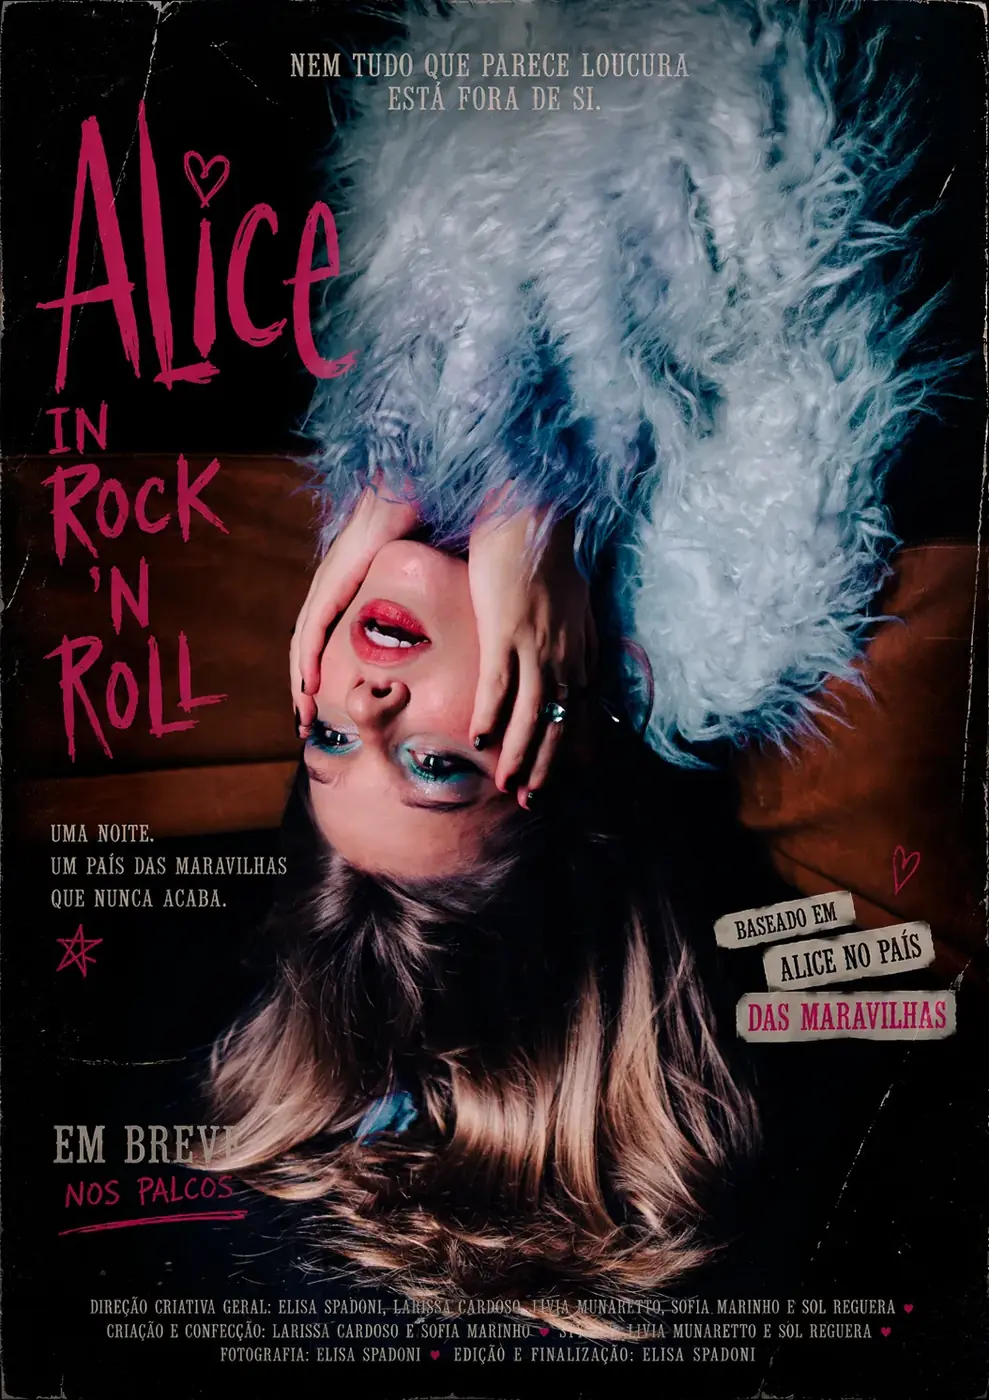 NEM TUDO QUE PARECE LOUCURA
ESTÁ FORA DE SI.
ALiCE
IN
ROCK
'N
ROLL
UMA NOITE.
UM PAÍS DAS MARAVILHAS
QUE NUNCA ACABA.
BASEADO EM
ALICE NO PAÍS
DAS MARAVILHAS
EM BREVE
NOS PALCOS
DIREÇÃO CRIATIVA GERAL: ELISA SPADONI, LARISSA CARDOSO, LIVIA MUNARETTO, SOFIA MARINHO E SOL REGUERA ♥
CRIAÇÃO E CONFECÇÃO: LARISSA CARDOSO E SOFIA MARINHO ♥ LIVIA MUNARETTO E SOL REGUERA ♥
FOTOGRAFIA: ELISA SPADONI ♥ EDIÇÃO E FINALIZAÇÃO: ELISA SPADONI